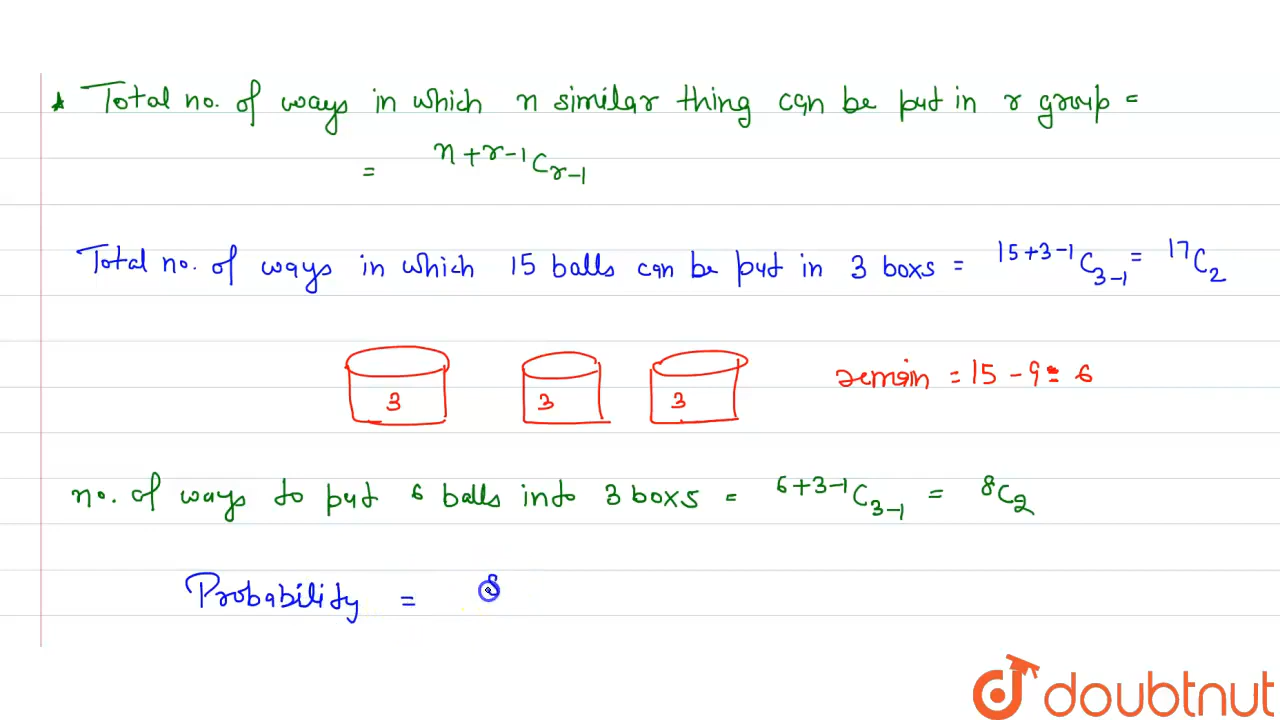 * Total no. of ways in which n similar thing can be put in r group =
= n+r-1Cr-1
Total no. of ways in which 15 balls can be put in 3 boxs = 15+3-1C3-1 = 17C2
3 3 3 remain = 15 - 9 = 6
no. of ways to put 6 balls into 3 boxs = 6+3-1C3-1 = 8C2
Probability = 8
doubtnut